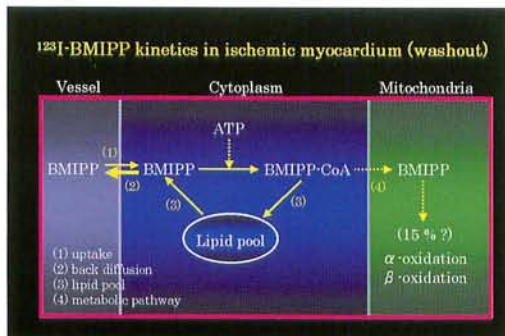 ¹²³I-BMIPP kinetics in ischemic myocardium (washout)
Vessel Cytoplasm Mitochondria
ATP
(1)
BMIPP BMIPP BMIPP·CoA BMIPP
(2) (4)
(3) (3)
Lipid pool (15 % ?)
(1) uptake
(2) back diffusion
(3) lipid pool
(4) metabolic pathway
α·oxidation
β·oxidation